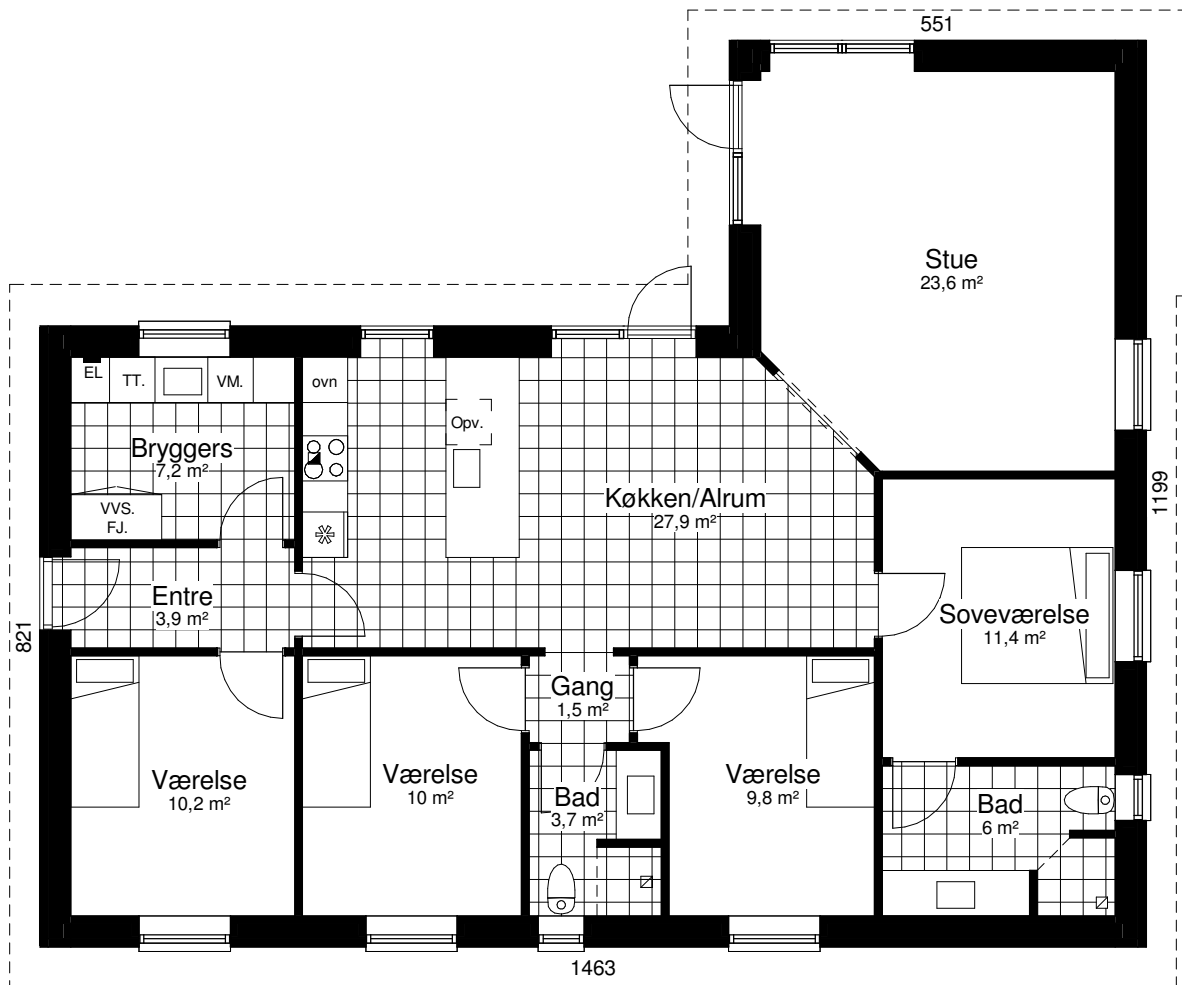 551
Stue
23,6 m²
EL
TT.
VM.
ovn
Opv.
Bryggers
7,2 m²
VVS.
FJ.
Køkken/Alrum
27,9 m²
1199
Entre
3,9 m²
821
Soveværelse
11,4 m²
Gang
1,5 m²
Værelse
10,2 m²
Værelse
10 m²
Bad
3,7 m²
Værelse
9,8 m²
Bad
6 m²
1463